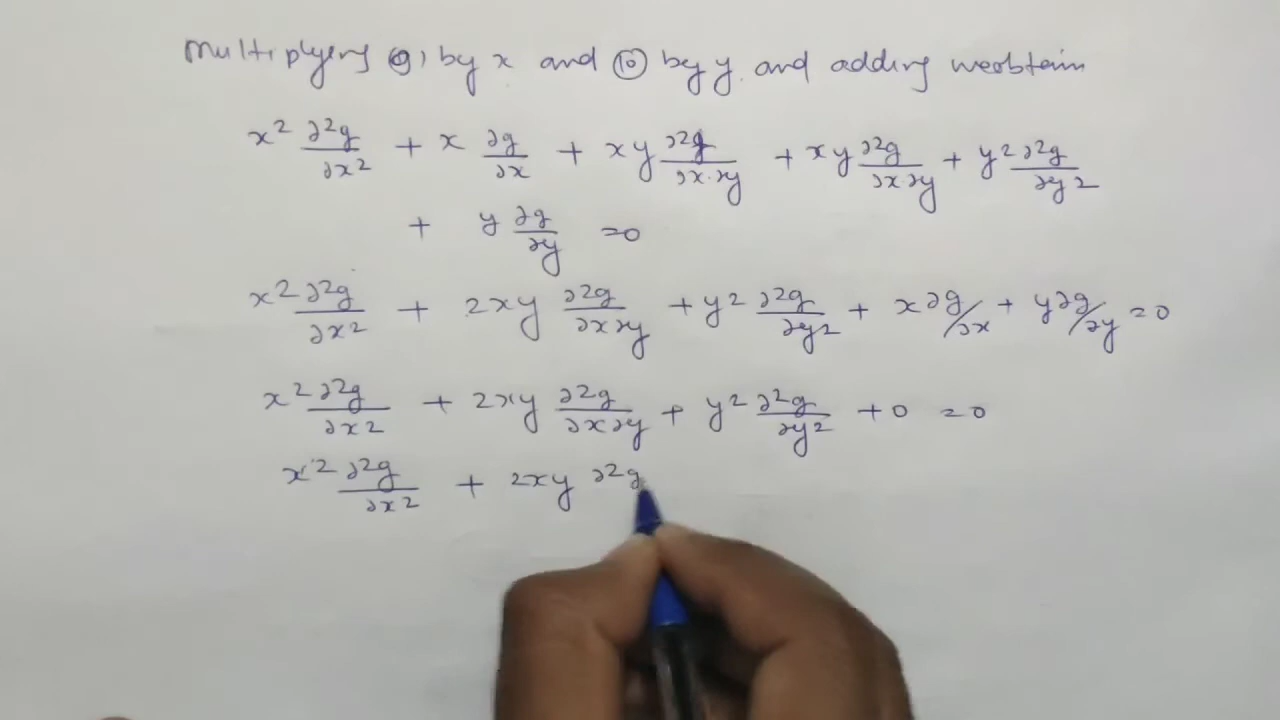 Multiplying (9) by x and (10) by y and adding we obtain
x² ∂²g/∂x² + x ∂g/∂x + xy ∂²g/∂x·∂y + xy ∂²g/∂x·∂y + y² ∂²g/∂y²
+ y ∂g/∂y =0
x² ∂²g/∂x² + 2xy ∂²g/∂x∂y + y² ∂²g/∂y² + x ∂g/∂x + y ∂g/∂y =0
x² ∂²g/∂x² + 2xy ∂²g/∂x∂y + y² ∂²g/∂y² + 0 =0
x² ∂²g/∂x² + 2xy ∂²g